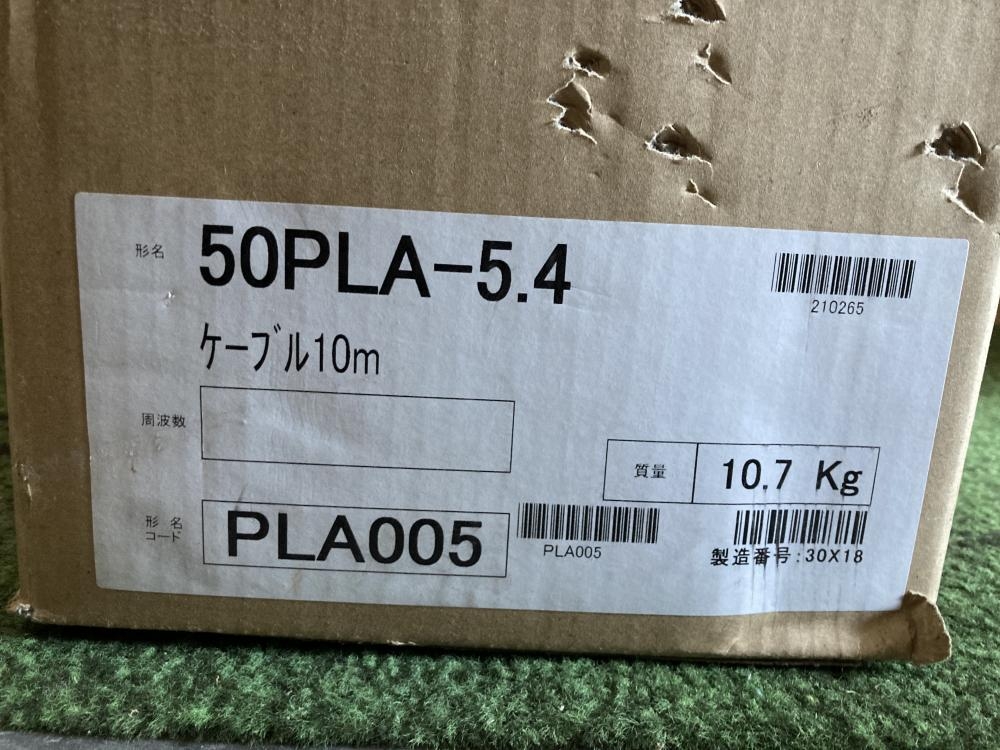 形名 50PLA-5.4
210265
ケーブル10m
周波数
質量 10.7 Kg
形名コード PLA005
PLA005
製造番号:30X18